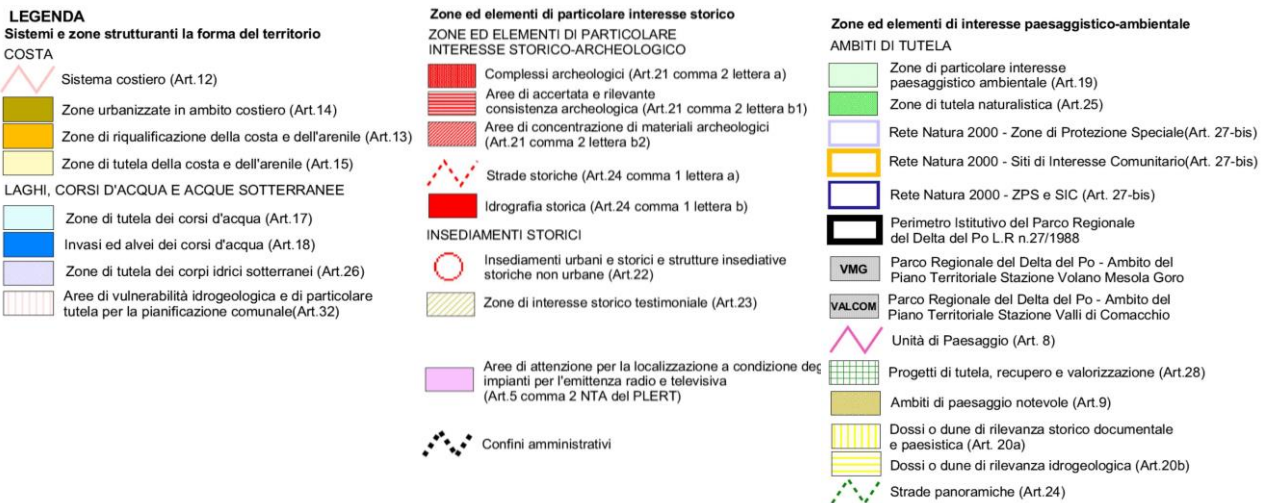 LEGENDA
Sistemi e zone strutturanti la forma del territorio
COSTA
Sistema costiero (Art.12)
Zone urbanizzate in ambito costiero (Art.14)
Zone di riqualificazione della costa e dell'arenile (Art.13)
Zone di tutela della costa e dell'arenile (Art.15)
LAGHI, CORSI D'ACQUA E ACQUE SOTTERRANEE
Zone di tutela dei corsi d'acqua (Art.17)
Invasi ed alvei dei corsi d'acqua (Art.18)
Zone di tutela dei corpi idrici sotterranei (Art.26)
Aree di vulnerabilità idrogeologica e di particolare
tutela per la pianificazione comunale(Art.32)
Zone ed elementi di particolare interesse storico
ZONE ED ELEMENTI DI PARTICOLARE
INTERESSE STORICO-ARCHEOLOGICO
Complessi archeologici (Art.21 comma 2 lettera a)
Aree di accertata e rilevante
consistenza archeologica (Art.21 comma 2 lettera b1)
Aree di concentrazione di materiali archeologici
(Art.21 comma 2 lettera b2)
Strade storiche (Art.24 comma 1 lettera a)
Idrografia storica (Art.24 comma 1 lettera b)
INSEDIAMENTI STORICI
Insediamenti urbani e storici e strutture insediative
storiche non urbane (Art.22)
Zone di interesse storico testimoniale (Art.23)
Aree di attenzione per la localizzazione a condizione deg
impianti per l'emittenza radio e televisiva
(Art.5 comma 2 NTA del PLERT)
Confini amministrativi
Zone ed elementi di interesse paesaggistico-ambientale
AMBITI DI TUTELA
Zone di particolare interesse
paesaggistico ambientale (Art.19)
Zone di tutela naturalistica (Art.25)
Rete Natura 2000 - Zone di Protezione Speciale(Art. 27-bis)
Rete Natura 2000 - Siti di Interesse Comunitario(Art. 27-bis)
Rete Natura 2000 - ZPS e SIC (Art. 27-bis)
Perimetro Istitutivo del Parco Regionale
del Delta del Po L.R n.27/1988
VMG Parco Regionale del Delta del Po - Ambito del
Piano Territoriale Stazione Volano Mesola Goro
VALCOM Parco Regionale del Delta del Po - Ambito del
Piano Territoriale Stazione Valli di Comacchio
Unità di Paesaggio (Art. 8)
Progetti di tutela, recupero e valorizzazione (Art.28)
Ambiti di paesaggio notevole (Art.9)
Dossi o dune di rilevanza storico documentale
e paesistica (Art. 20a)
Dossi o dune di rilevanza idrogeologica (Art.20b)
Strade panoramiche (Art.24)